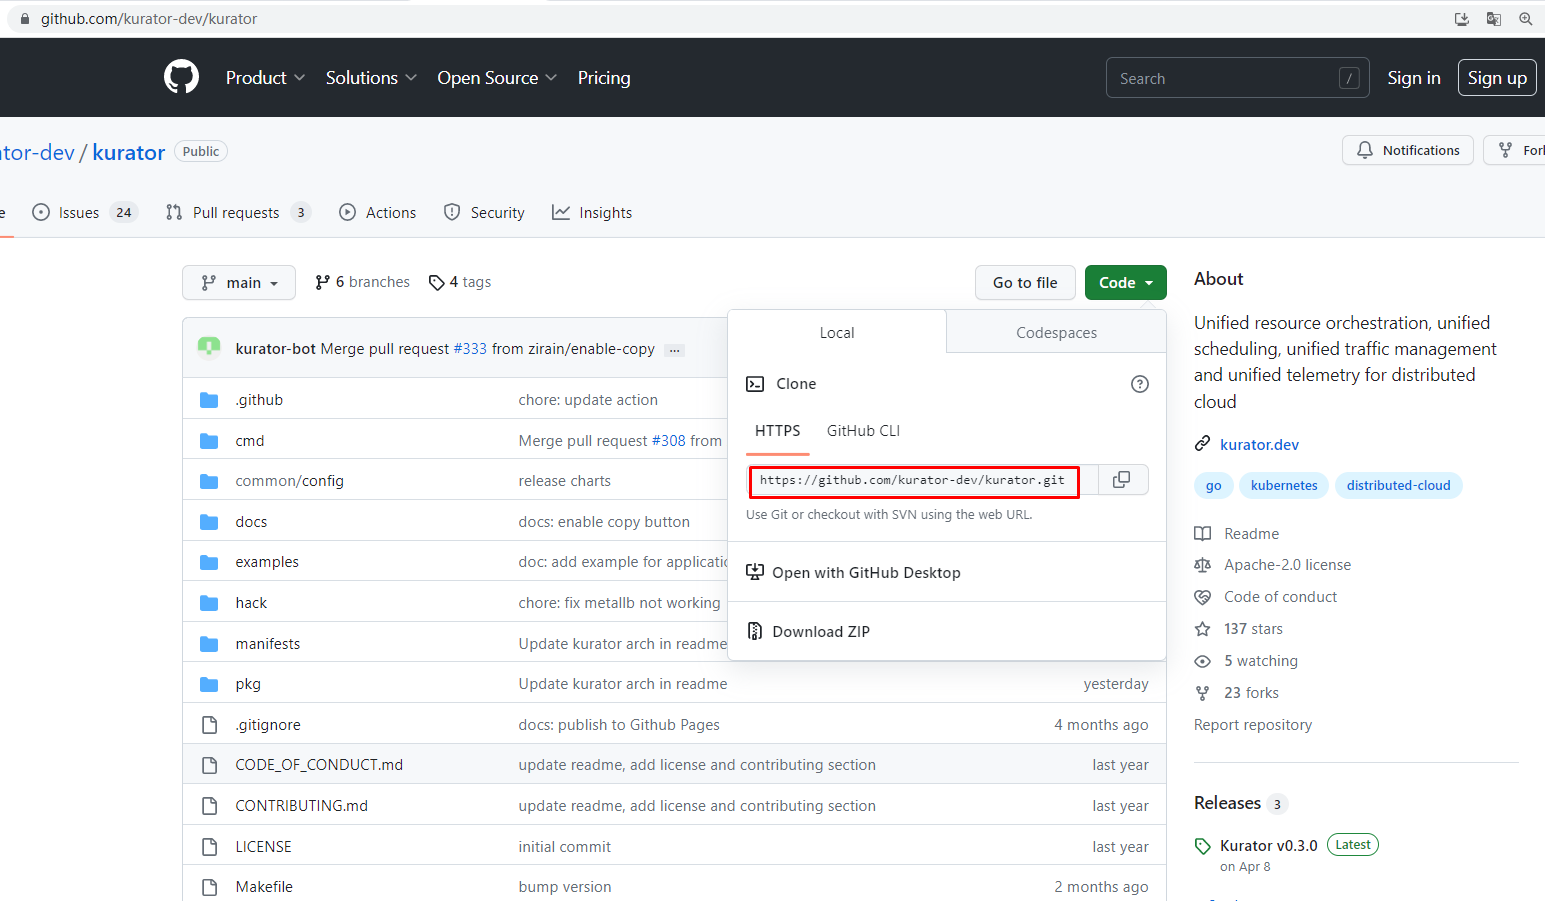 github.com/kurator-dev/kurator
Product Solutions Open Source Pricing Search / Sign in Sign up
tor-dev / kurator Public Notifications Fork
e Issues 24 Pull requests 3 Actions Security Insights
main 6 branches 4 tags Go to file Code
Local Codespaces
Clone
HTTPS GitHub CLI
https://github.com/kurator-dev/kurator.git
Use Git or checkout with SVN using the web URL.
Open with GitHub Desktop
Download ZIP
kurator-bot Merge pull request #333 from zirain/enable-copy ...
.github chore: update action
cmd Merge pull request #308 from
common/config release charts
docs docs: enable copy button
examples doc: add example for applicatio
hack chore: fix metallb not working
manifests Update kurator arch in readme
pkg Update kurator arch in readme yesterday
.gitignore docs: publish to Github Pages 4 months ago
CODE_OF_CONDUCT.md update readme, add license and contributing section last year
CONTRIBUTING.md update readme, add license and contributing section last year
LICENSE initial commit last year
Makefile bump version 2 months ago
About
Unified resource orchestration, unified
scheduling, unified traffic management
and unified telemetry for distributed
cloud
kurator.dev
go kubernetes distributed-cloud
Readme
Apache-2.0 license
Code of conduct
137 stars
5 watching
23 forks
Report repository
Releases 3
Kurator v0.3.0 Latest
on Apr 8